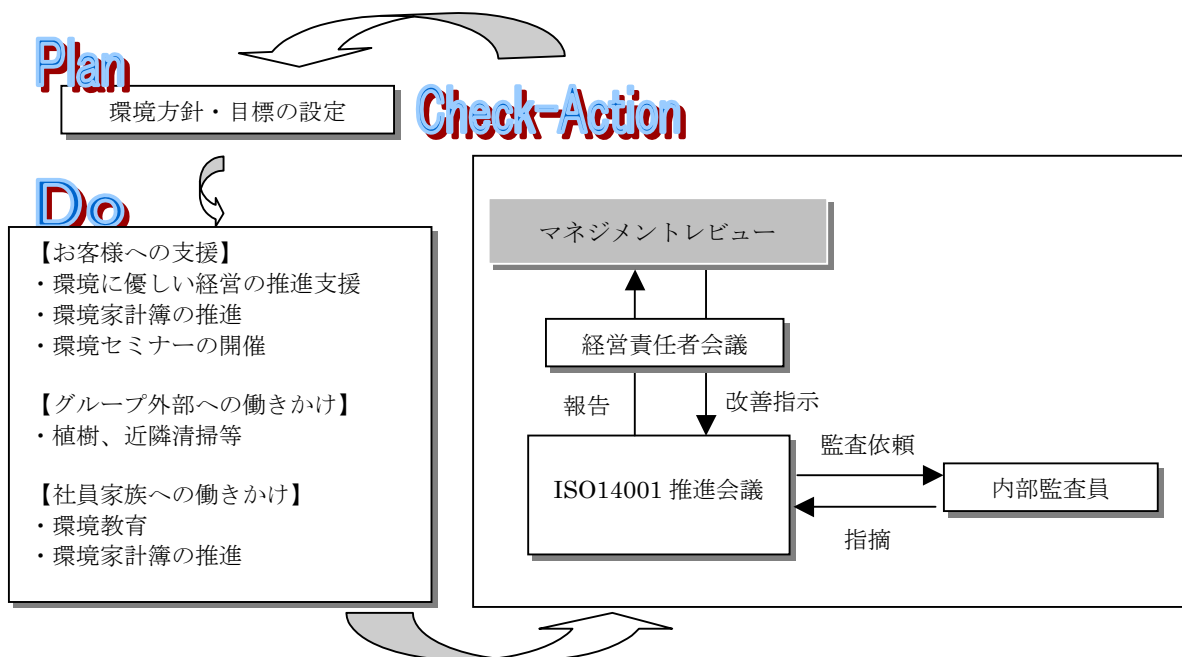 Plan
環境方針・目標の設定
Check-Action
Do
【お客様への支援】
・環境に優しい経営の推進支援
・環境家計簿の推進
・環境セミナーの開催
【グループ外部への働きかけ】
・植樹、近隣清掃等
【社員家族への働きかけ】
・環境教育
・環境家計簿の推進
マネジメントレビュー
経営責任者会議
報告
改善指示
ISO14001 推進会議
監査依頼
内部監査員
指摘